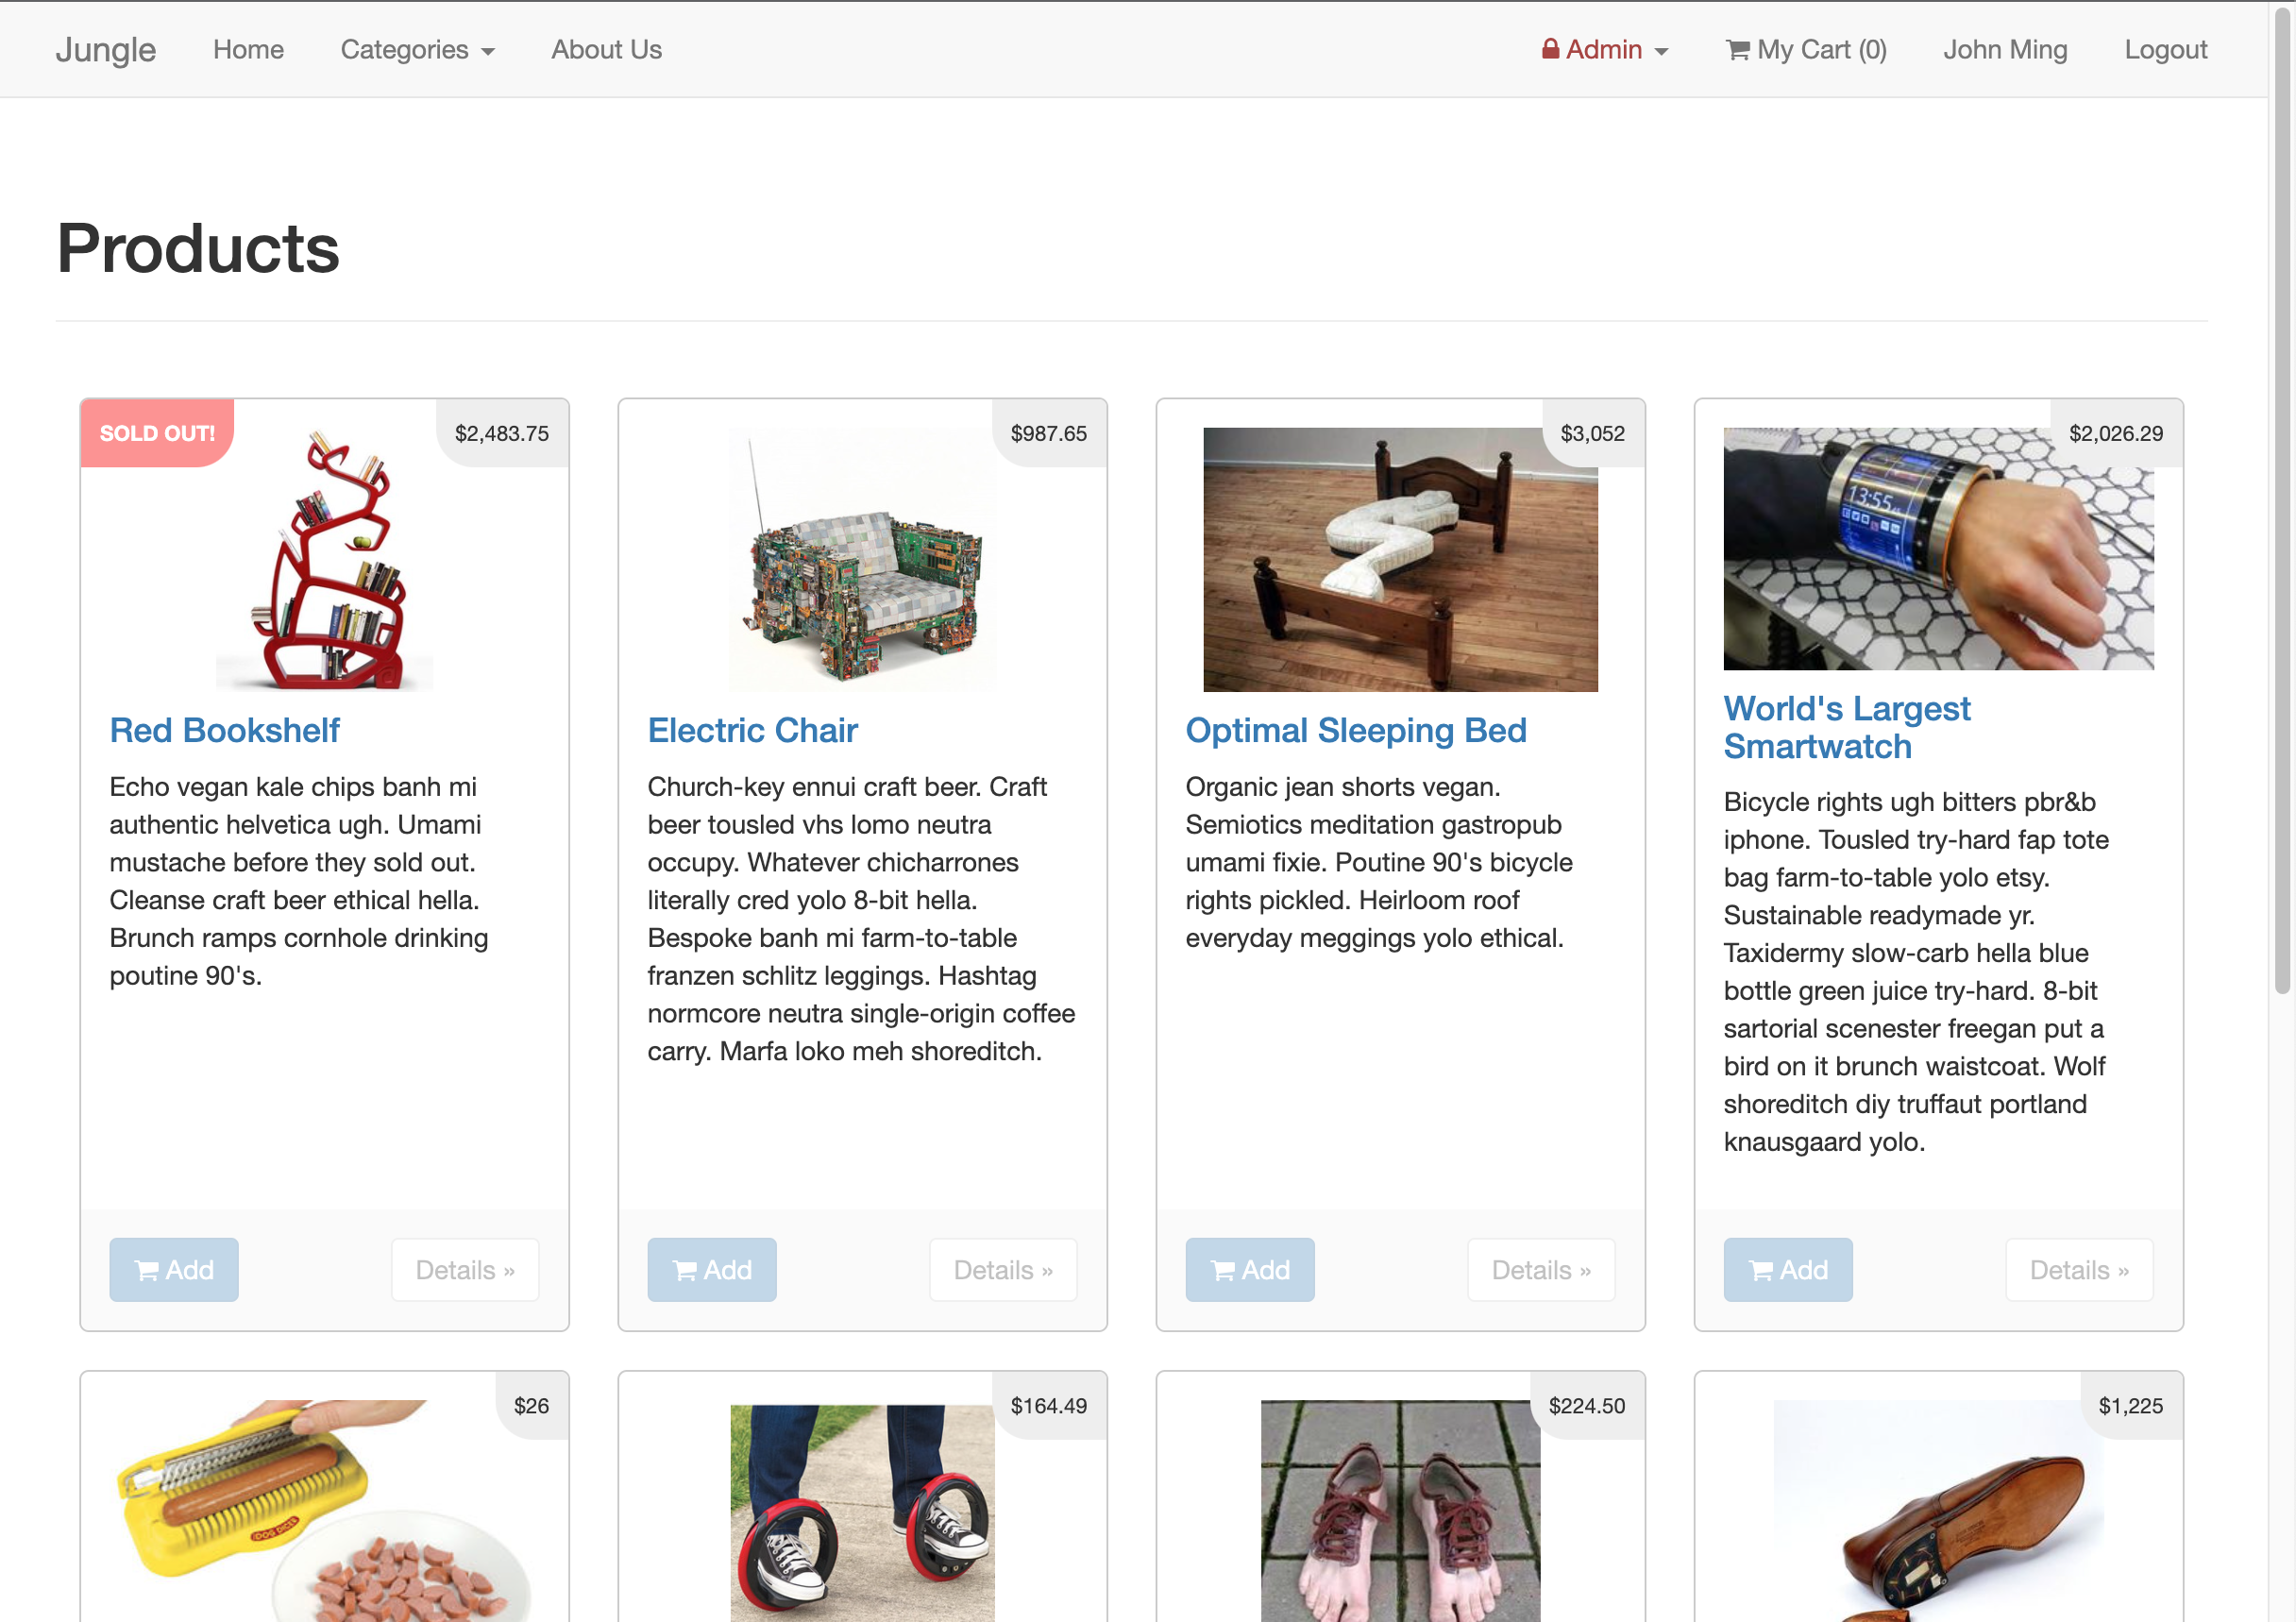 Jungle Home Categories About Us Admin My Cart (0) John Ming Logout
Products
SOLD OUT!
$2,483.75
Red Bookshelf
Echo vegan kale chips banh mi
authentic helvetica ugh. Umami
mustache before they sold out.
Cleanse craft beer ethical hella.
Brunch ramps cornhole drinking
poutine 90's.
Add Details »
$987.65
Electric Chair
Church-key ennui craft beer. Craft
beer tousled vhs lomo neutra
occupy. Whatever chicharrones
literally cred yolo 8-bit hella.
Bespoke banh mi farm-to-table
franzen schlitz leggings. Hashtag
normcore neutra single-origin coffee
carry. Marfa loko meh shoreditch.
Add Details »
$3,052
Optimal Sleeping Bed
Organic jean shorts vegan.
Semiotics meditation gastropub
umami fixie. Poutine 90's bicycle
rights pickled. Heirloom roof
everyday meggings yolo ethical.
Add Details »
$2,026.29
13:55
World's Largest
Smartwatch
Bicycle rights ugh bitters pbr&b
iphone. Tousled try-hard fap tote
bag farm-to-table yolo etsy.
Sustainable readymade yr.
Taxidermy slow-carb hella blue
bottle green juice try-hard. 8-bit
sartorial scenester freegan put a
bird on it brunch waistcoat. Wolf
shoreditch diy truffaut portland
knausgaard yolo.
Add Details »
$26
DOG DICER
$164.49
$224.50
$1,225